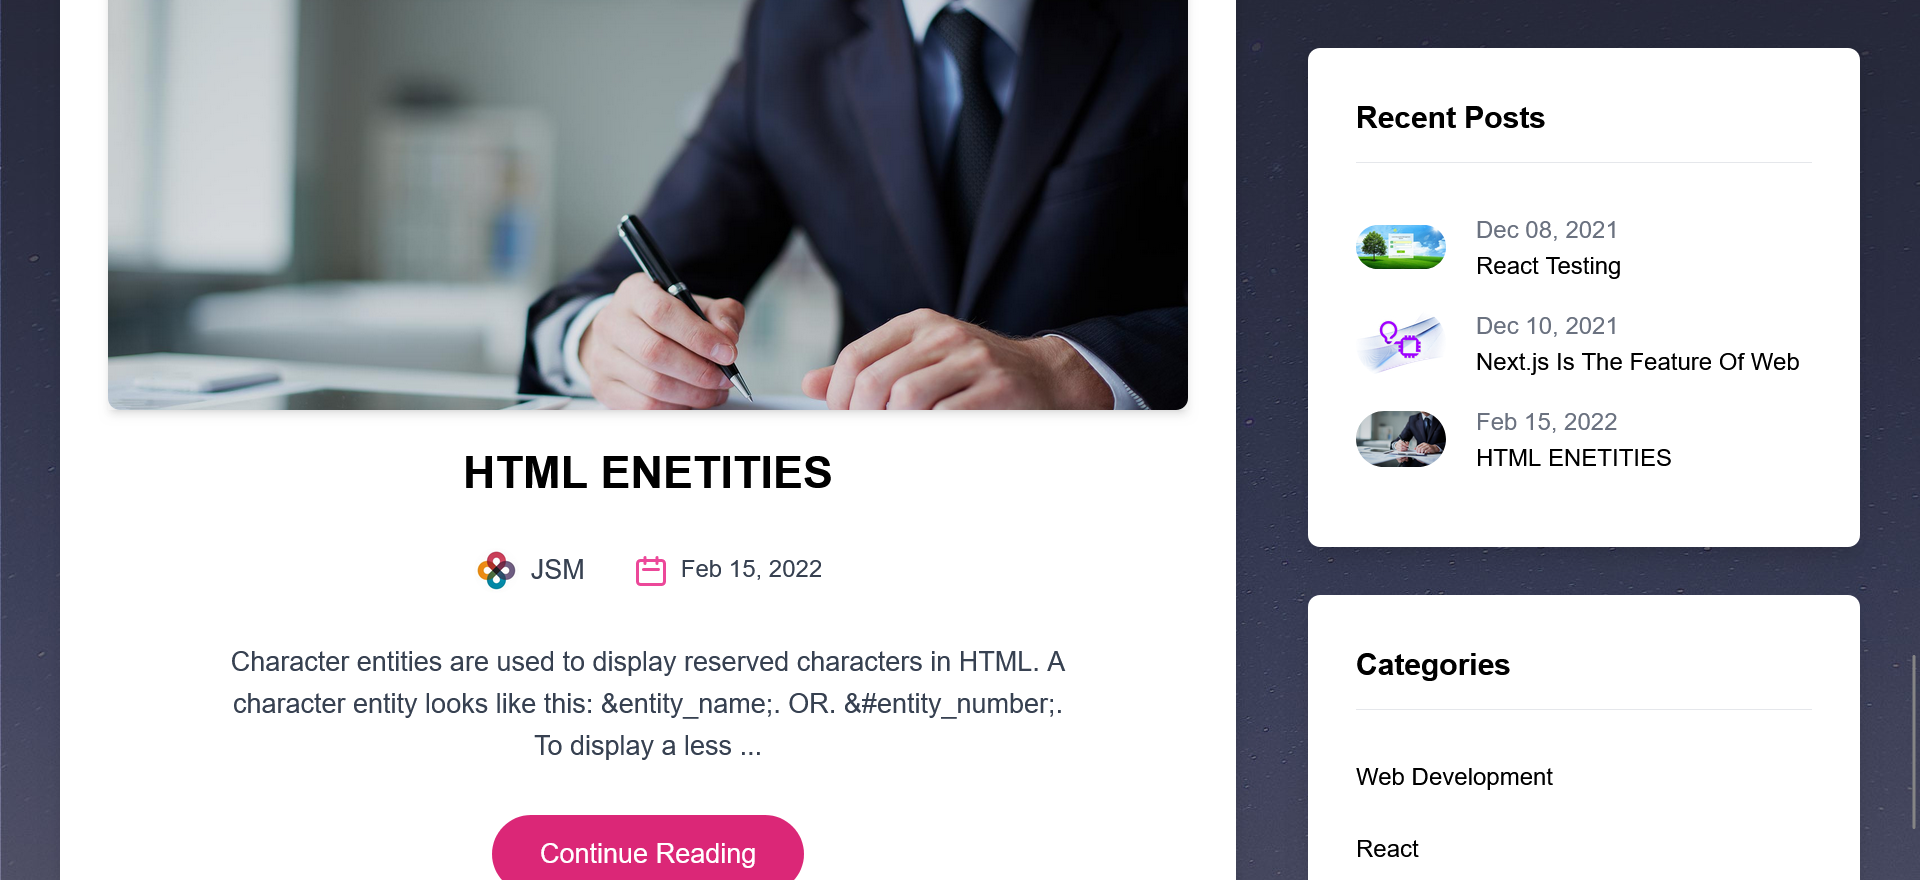 HTML ENETITIES
JSM
Feb 15, 2022
Character entities are used to display reserved characters in HTML. A
character entity looks like this: &entity_name;. OR. &#entity_number;.
To display a less ...
Continue Reading
Recent Posts
Dec 08, 2021
React Testing
Dec 10, 2021
Next.js Is The Feature Of Web
Feb 15, 2022
HTML ENETITIES
Categories
Web Development
React